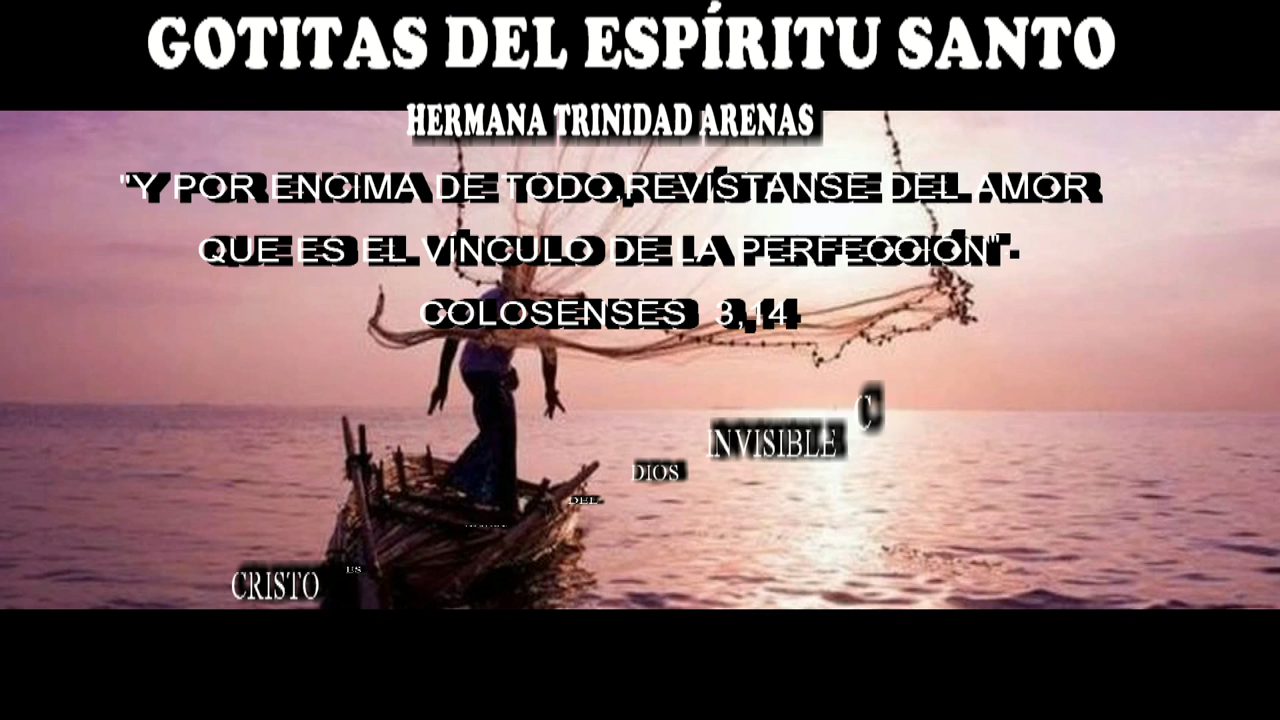 GOTITAS DEL ESPÍRITU SANTO
HERMANA TRINIDAD ARENAS
"Y POR ENCIMA DE TODO,REVÍSTANSE DEL AMOR
QUE ES EL VÍNCULO DE LA PERFECCIÓN".
COLOSENSES 3,14
C
INVISIBLE
DIOS
DEL
ES
CRISTO